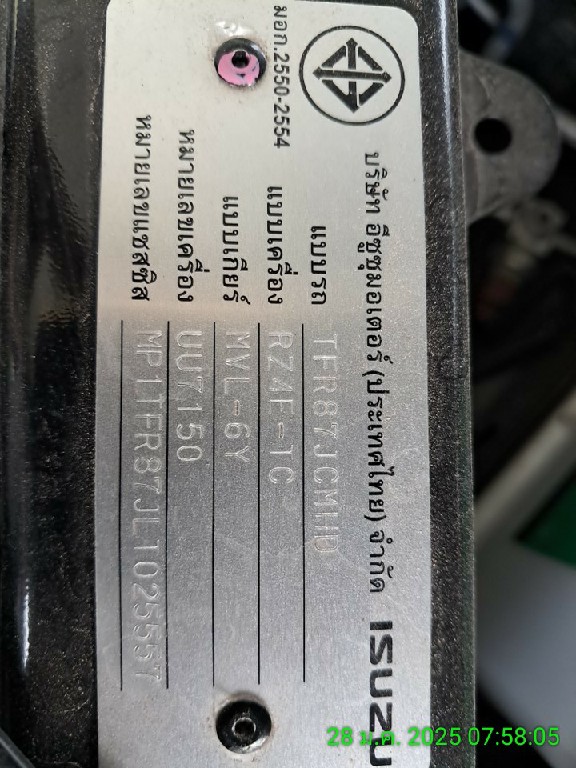 มอก.2550-2554
บริษัท อีซูซุมอเตอร์ (ประเทศไทย) จำกัด ISUZU
แบบรถ TFR87JCMHD
แบบเครื่อง RZ4E-1C
แบบเกียร์ MVL-6Y
หมายเลขเครื่อง UU7150
หมายเลขแชสซิส MP1TFR87JL1025557
28 ม.ค. 2025 07:58:05